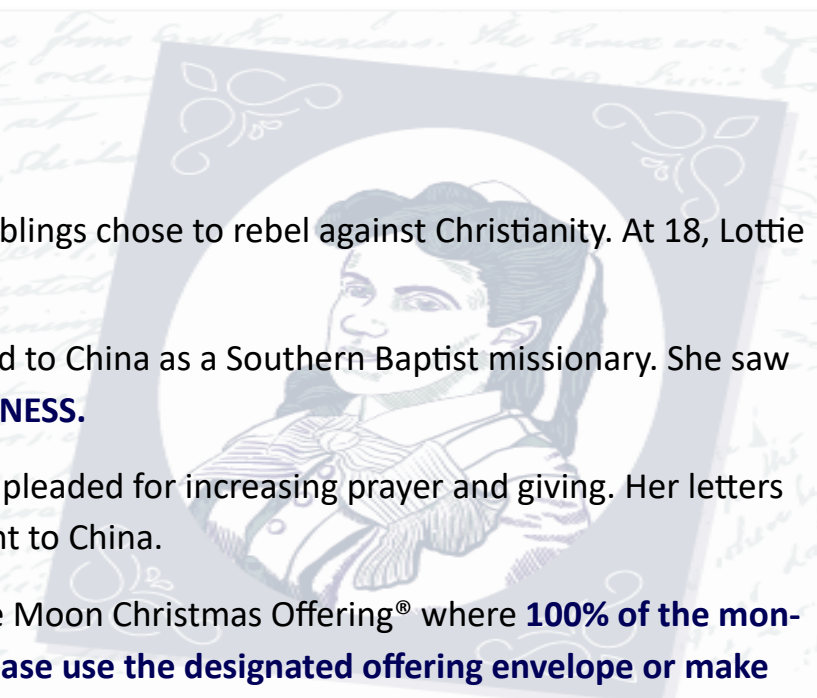 blings chose to rebel against Christianity. At 18, Lottie
d to China as a Southern Baptist missionary. She saw
NESS.
pleaded for increasing prayer and giving. Her letters
nt to China.
e Moon Christmas Offering® where 100% of the mon-
ase use the designated offering envelope or make